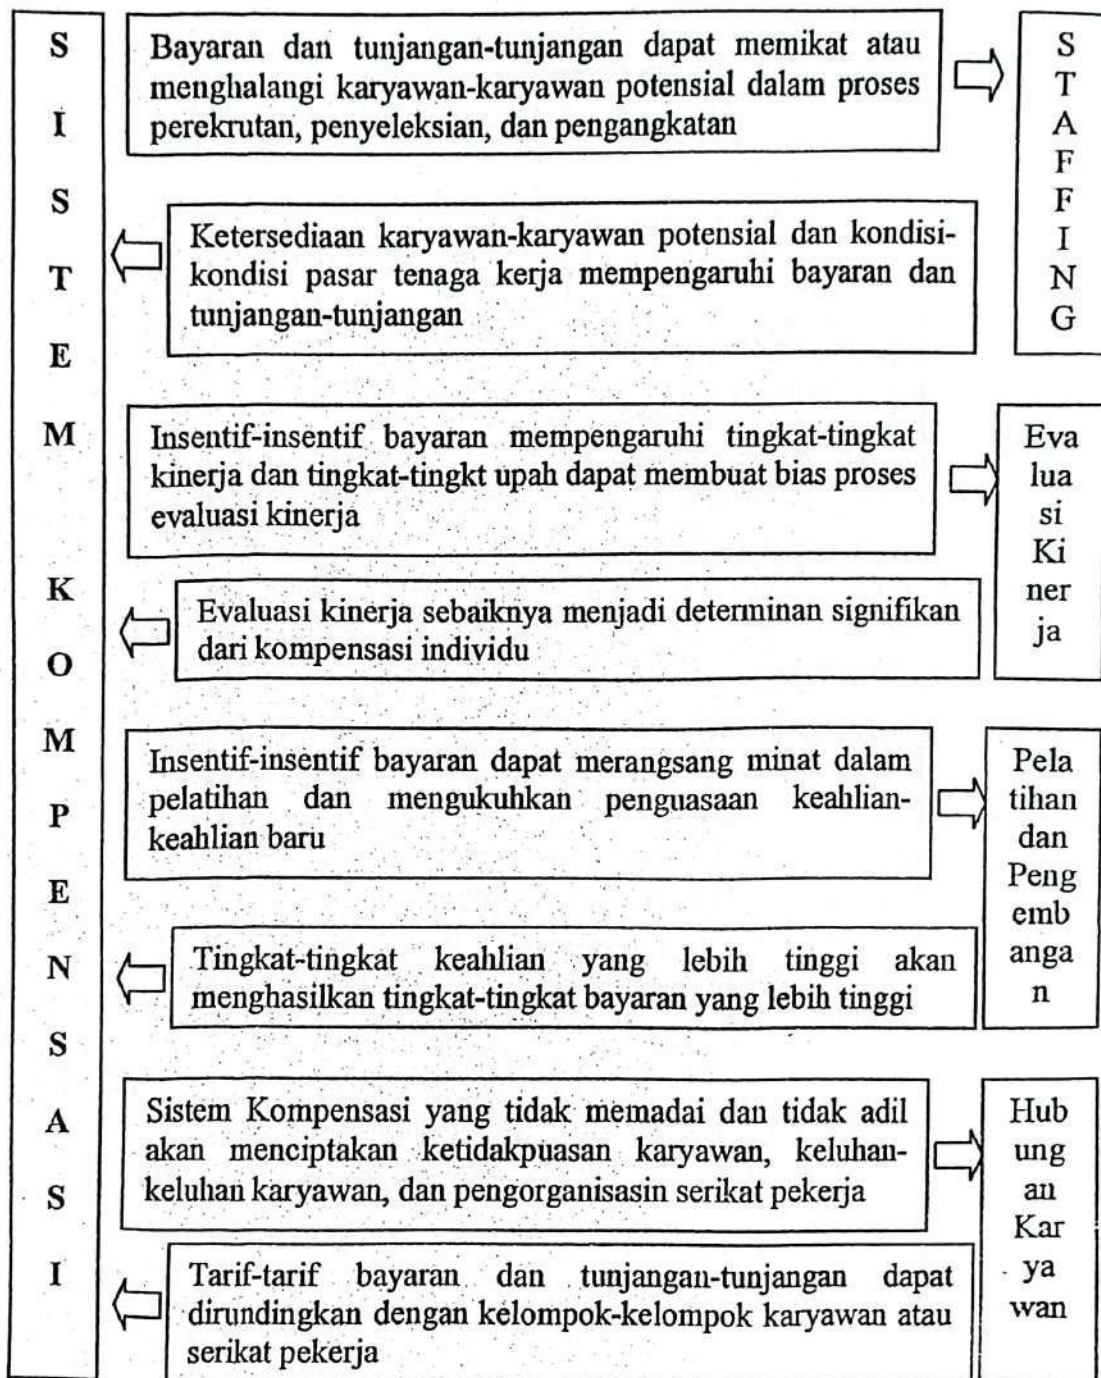 SISTEM KOMPENSASI
Bayaran dan tunjangan-tunjangan dapat memikat atau
menghalangi karyawan-karyawan potensial dalam proses
perekrutan, penyeleksian, dan pengangkatan
STAFFING
Ketersediaan karyawan-karyawan potensial dan kondisi-
kondisi pasar tenaga kerja mempengaruhi bayaran dan
tunjangan-tunjangan
Insentif-insentif bayaran mempengaruhi tingkat-tingkat
kinerja dan tingkat-tingkt upah dapat membuat bias proses
evaluasi kinerja
Eva
lua
si
Ki
ner
ja
Evaluasi kinerja sebaiknya menjadi determinan signifikan
dari kompensasi individu
Insentif-insentif bayaran dapat merangsang minat dalam
pelatihan dan mengukuhkan penguasaan keahlian-
keahlian baru
Pela
tihan
dan
Peng
emb
anga
n
Tingkat-tingkat keahlian yang lebih tinggi akan
menghasilkan tingkat-tingkat bayaran yang lebih tinggi
Sistem Kompensasi yang tidak memadai dan tidak adil
akan menciptakan ketidakpuasan karyawan, keluhan-
keluhan karyawan, dan pengorganisasin serikat pekerja
Hub
ung
an
Kar
ya
wan
Tarif-tarif bayaran dan tunjangan-tunjangan dapat
dirundingkan dengan kelompok-kelompok karyawan atau
serikat pekerja